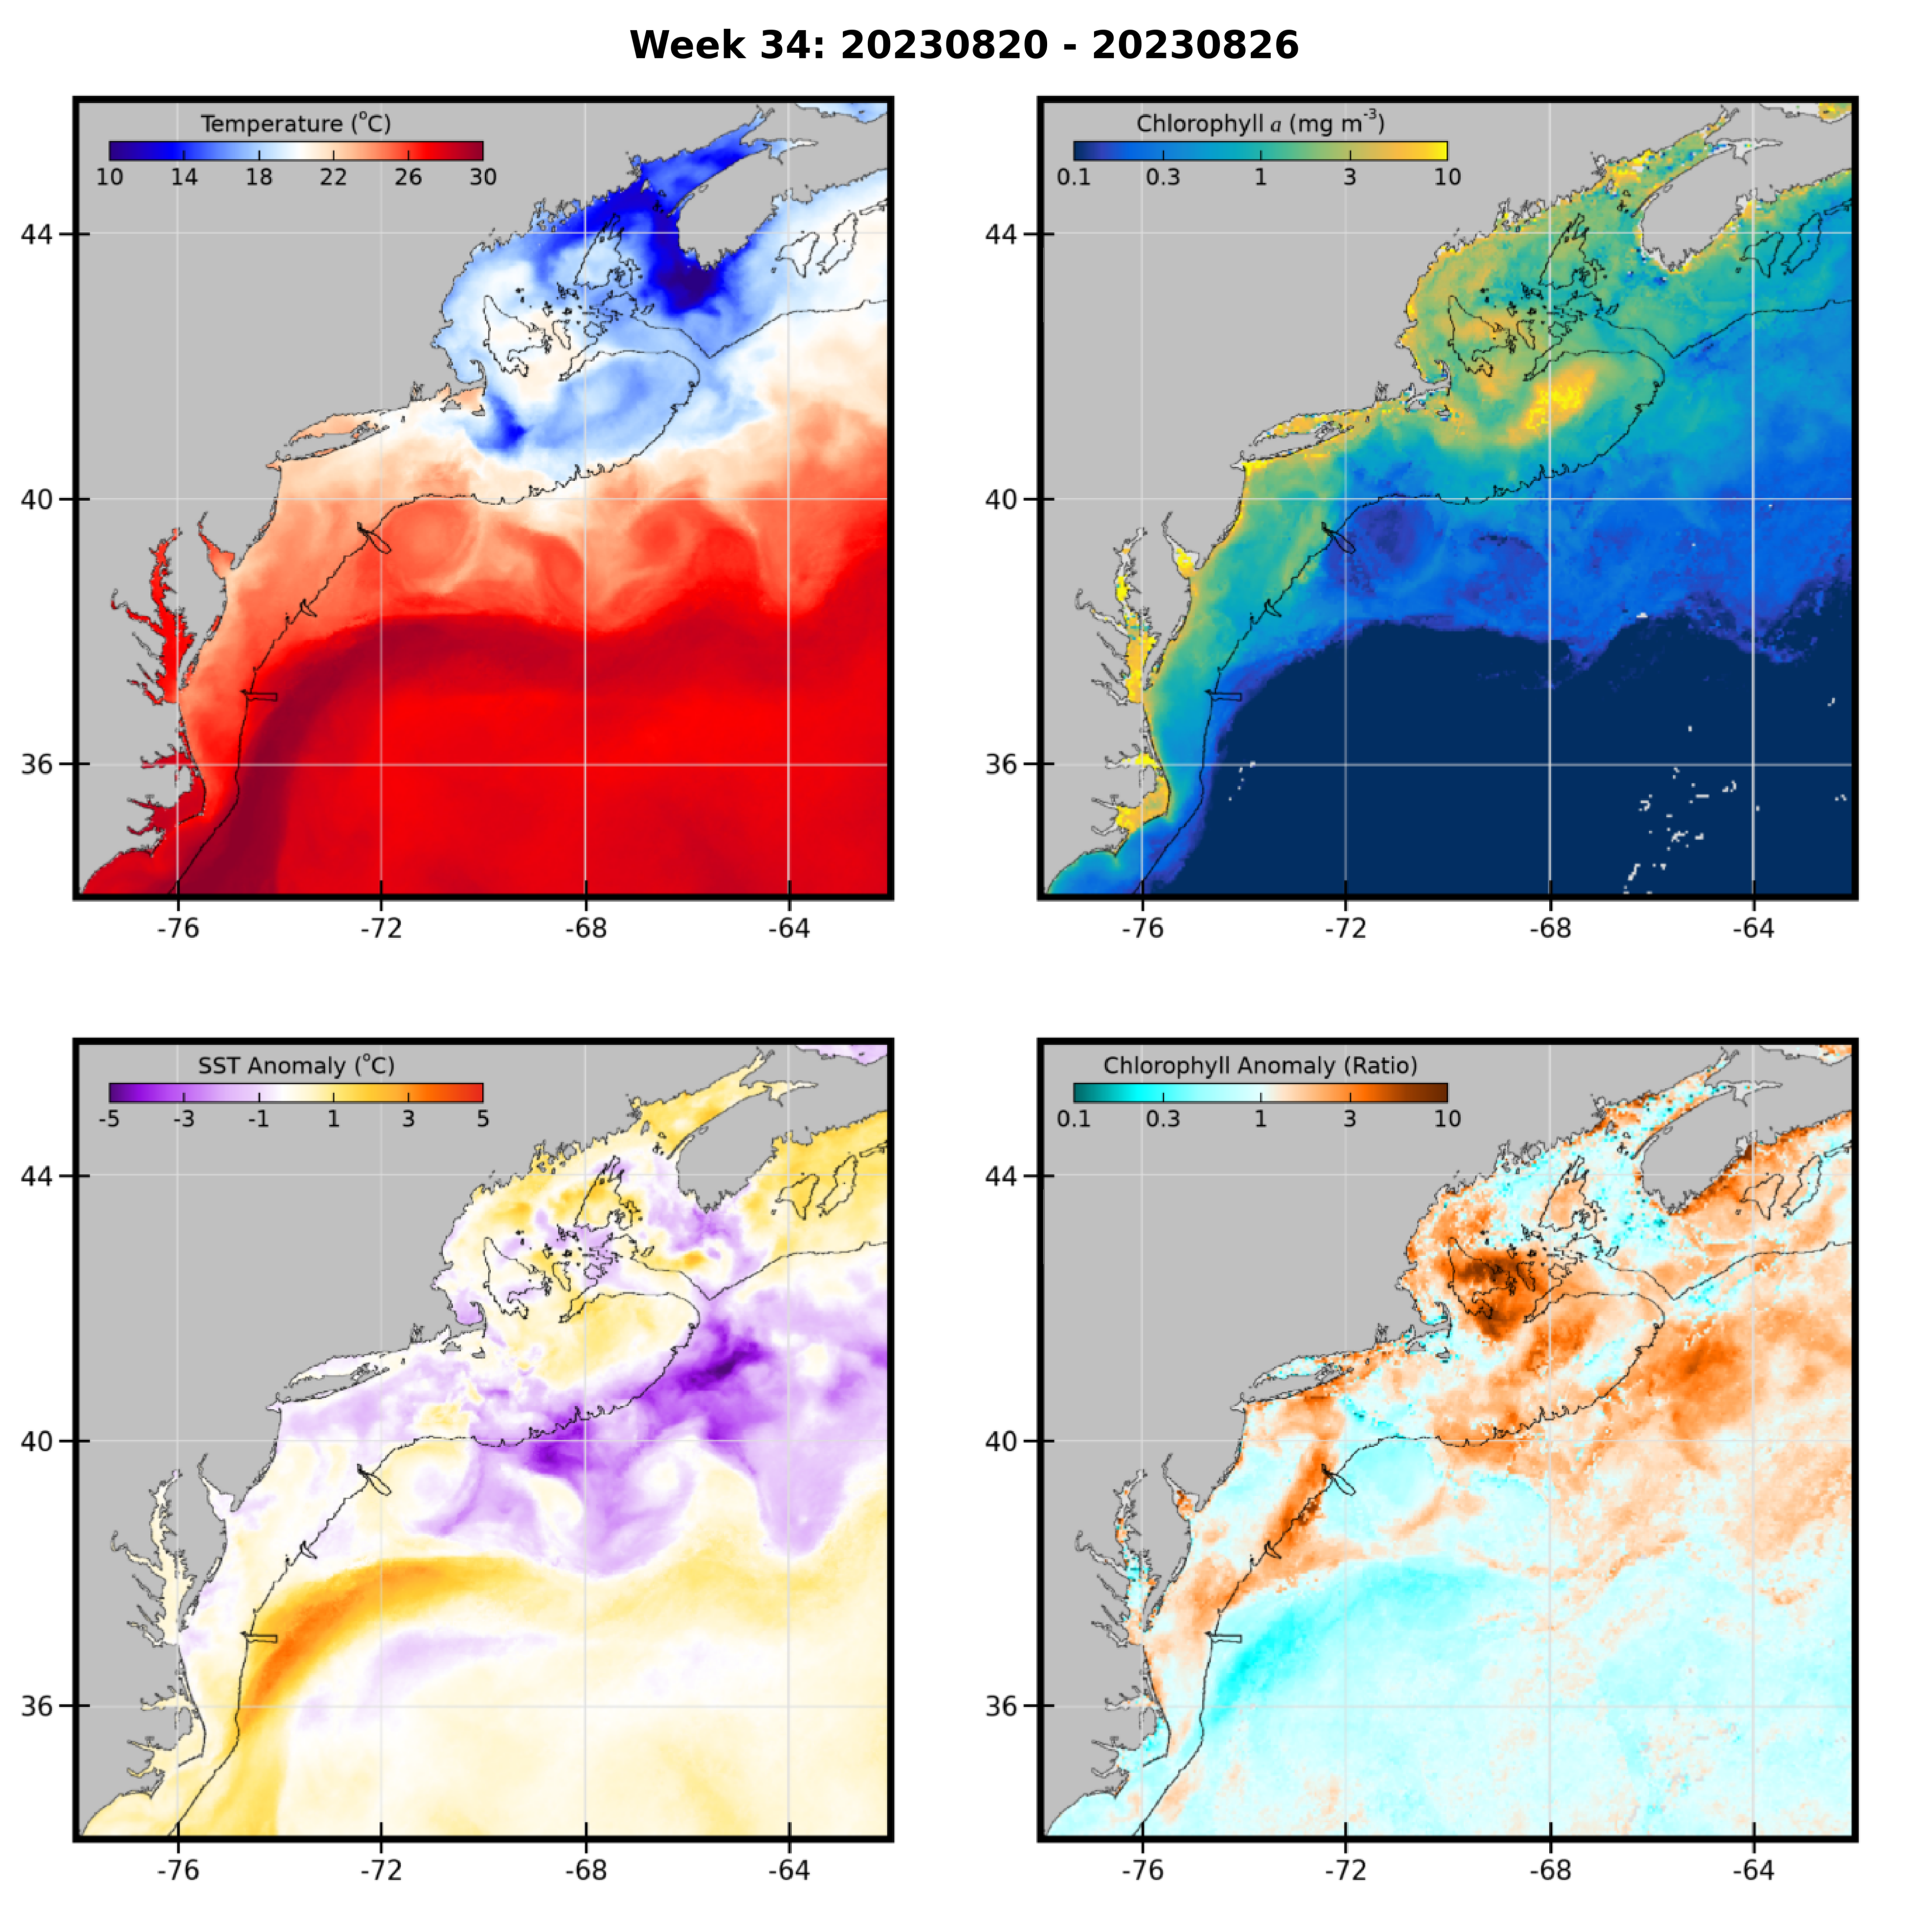 Week 34: 20230820 - 20230826
Temperature (°C)
10 14 18 22 26 30
44
40
36
-76 -72 -68 -64
Chlorophyll a (mg m⁻³)
0.1 0.3 1 3 10
44
40
36
-76 -72 -68 -64
SST Anomaly (°C)
-5 -3 -1 1 3 5
44
40
36
-76 -72 -68 -64
Chlorophyll Anomaly (Ratio)
0.1 0.3 1 3 10
44
40
36
-76 -72 -68 -64